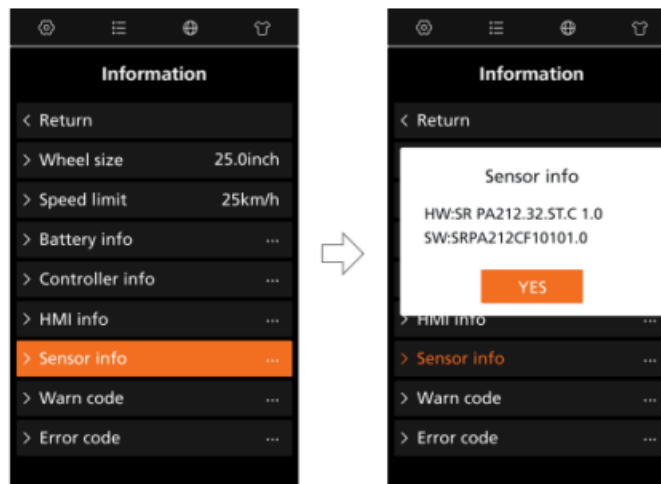 Information
< Return
> Wheel size 25.0inch
> Speed limit 25km/h
> Battery info ...
> Controller info ...
> HMI info ...
> Sensor info ...
> Warn code ...
> Error code ...
Information
< Return
Sensor info
HW:SR PA212.32.ST.C 1.0
SW:SRPA212CF10101.0
YES
> HMI info ...
> Sensor info ...
> Warn code ...
> Error code ...